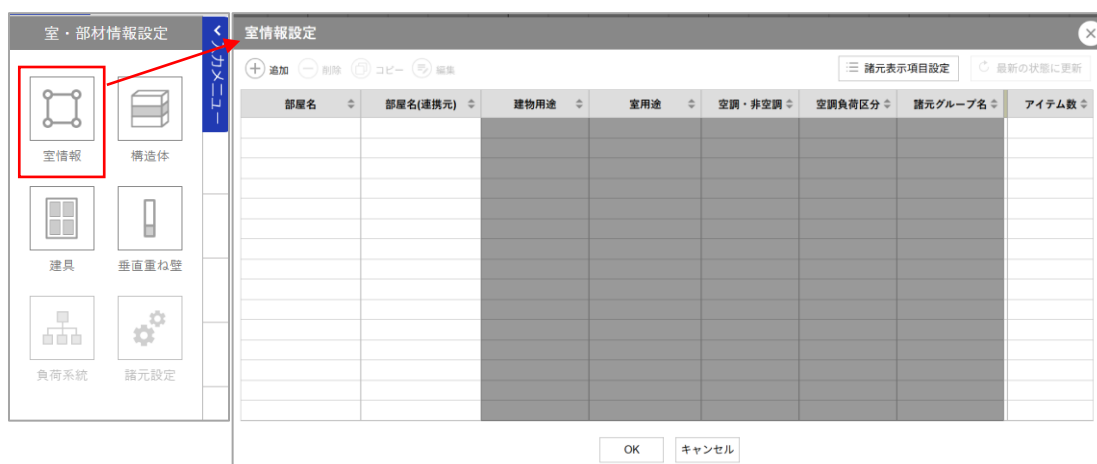 室・部材情報設定
入力メニュー
室情報
構造体
建具
垂直重ね壁
負荷系統
諸元設定
室情報設定
追加 削除 コピー 編集 諸元表示項目設定 最新の状態に更新
部屋名 部屋名(連携元) 建物用途 室用途 空調・非空調 空調負荷区分 諸元グループ名 アイテム数
OK キャンセル